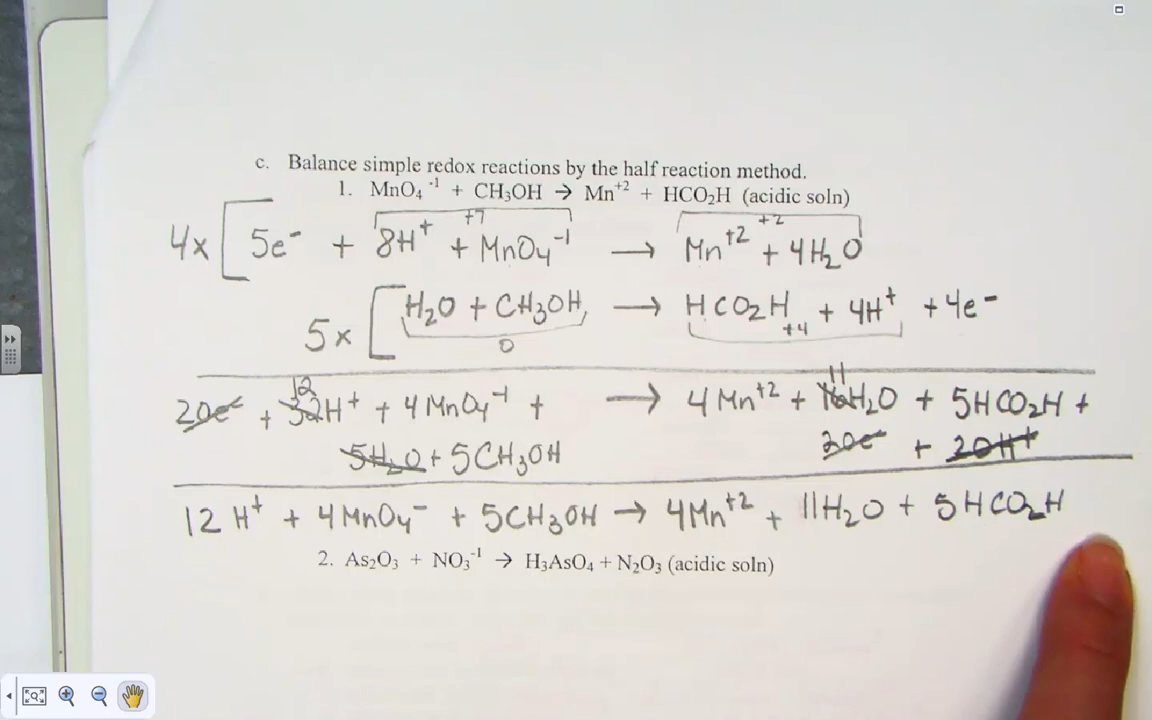 c. Balance simple redox reactions by the half reaction method.
1. MnO₄⁻¹ + CH₃OH → Mn⁺² + HCO₂H (acidic soln)
+7 +2
4x [ 5e⁻ + 8H⁺ + MnO₄⁻¹ → Mn⁺² + 4H₂O
5x [ H₂O + CH₃OH → HCO₂H + 4H⁺ + 4e⁻
0 +4
12 11
20e⁻ + 32H⁺ + 4MnO₄⁻¹ + → 4Mn⁺² + 16H₂O + 5HCO₂H +
5H₂O + 5CH₃OH 20e⁻ + 20H⁺
12H⁺ + 4MnO₄⁻ + 5CH₃OH → 4Mn⁺² + 11H₂O + 5HCO₂H
2. As₂O₃ + NO₃⁻¹ → H₃AsO₄ + N₂O₃ (acidic soln)